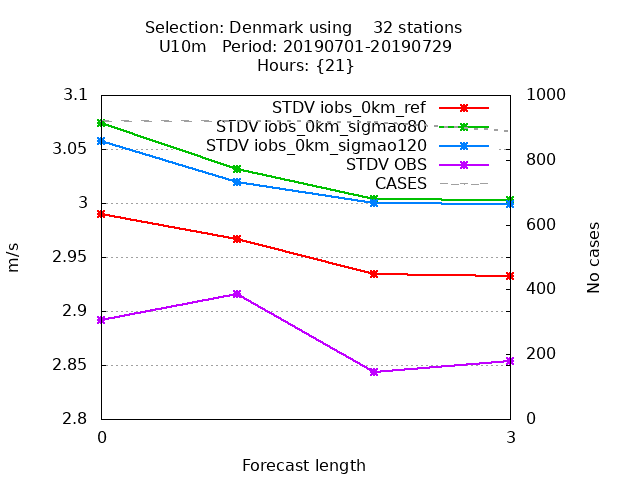 Selection: Denmark using    32 stations
U10m   Period: 20190701-20190729
Hours: {21}
3.1
3.05
3
2.95
2.9
2.85
2.8
1000
800
600
400
200
0
STDV iobs_0km_ref
STDV iobs_0km_sigmao80
STDV iobs_0km_sigmao120
STDV OBS
CASES
m/s
No cases
0
3
Forecast length